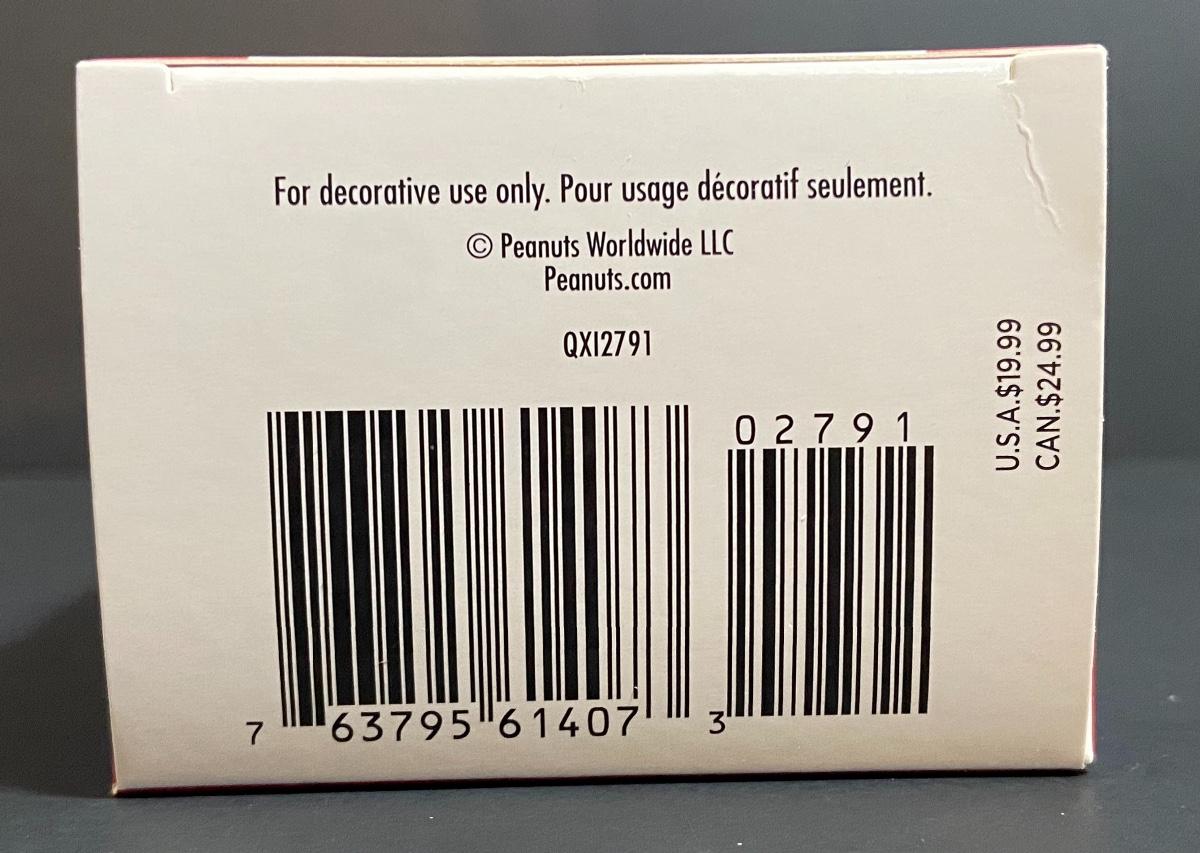 For decorative use only. Pour usage décoratif seulement.
© Peanuts Worldwide LLC
Peanuts.com
QXI2791
U.S.A.$19.99
CAN.$24.99
02791
7 63795 61407 3